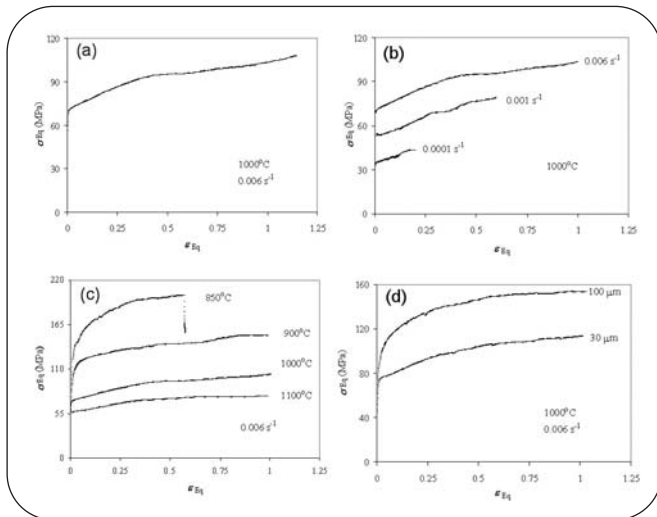 (a)
120
90
60
30
0
σEq (MPa)
1000°C
0.006 s-1
0 0.25 0.5 0.75 1 1.25
εEq
(b)
120
90
60
30
0
σEq (MPa)
0.006 s-1
0.001 s-1
0.0001 s-1
1000°C
0 0.25 0.5 0.75 1 1.25
εEq
(c)
220
165
110
55
0
σEq (MPa)
850°C
900°C
1000°C
1100°C
0.006 s-1
0 0.25 0.5 0.75 1 1.25
εEq
(d)
160
120
80
40
0
σEq (MPa)
100 μm
30 μm
1000°C
0.006 s-1
0 0.25 0.5 0.75 1
εEq